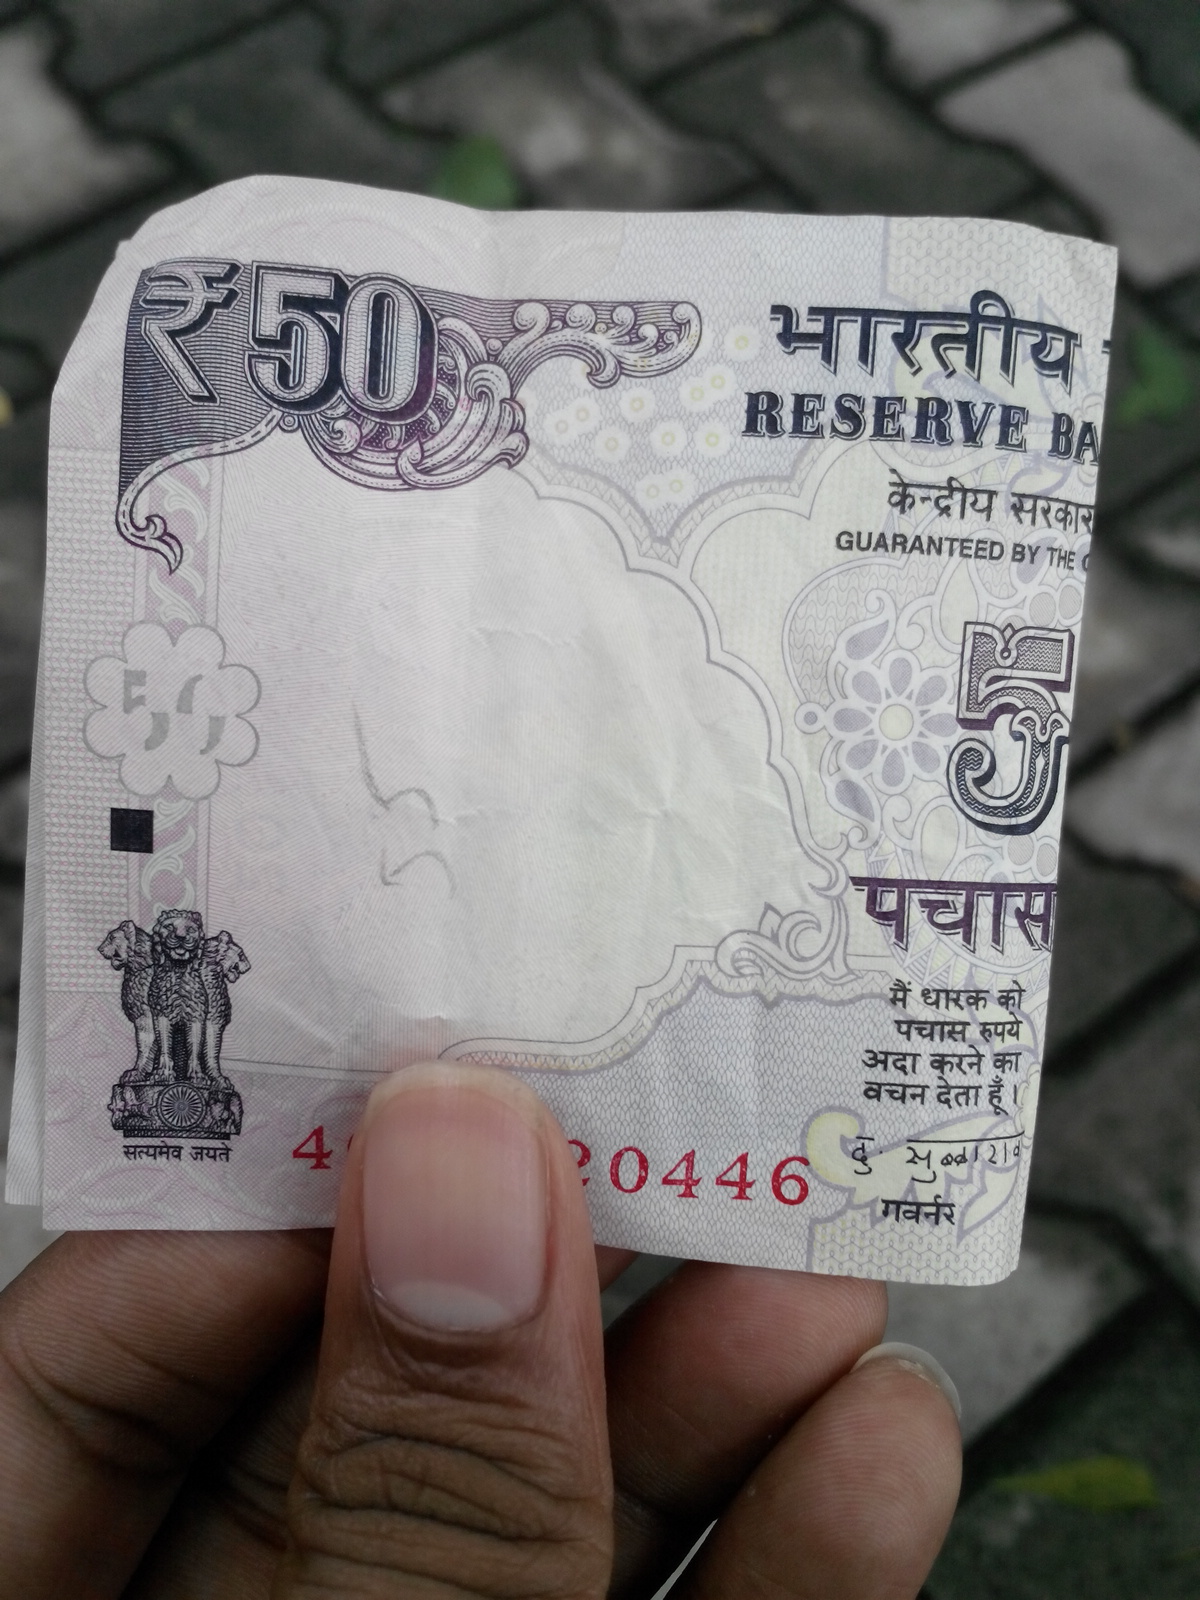 ₹50
भारतीय
RESERVE BA
केन्द्रीय सरकार
GUARANTEED BY THE
पचास
मैं धारक को
पचास रुपये
अदा करने का
वचन देता हूँ।
सत्यमेव जयते
4 20446
दु. सुब्बाराव
गवर्नर